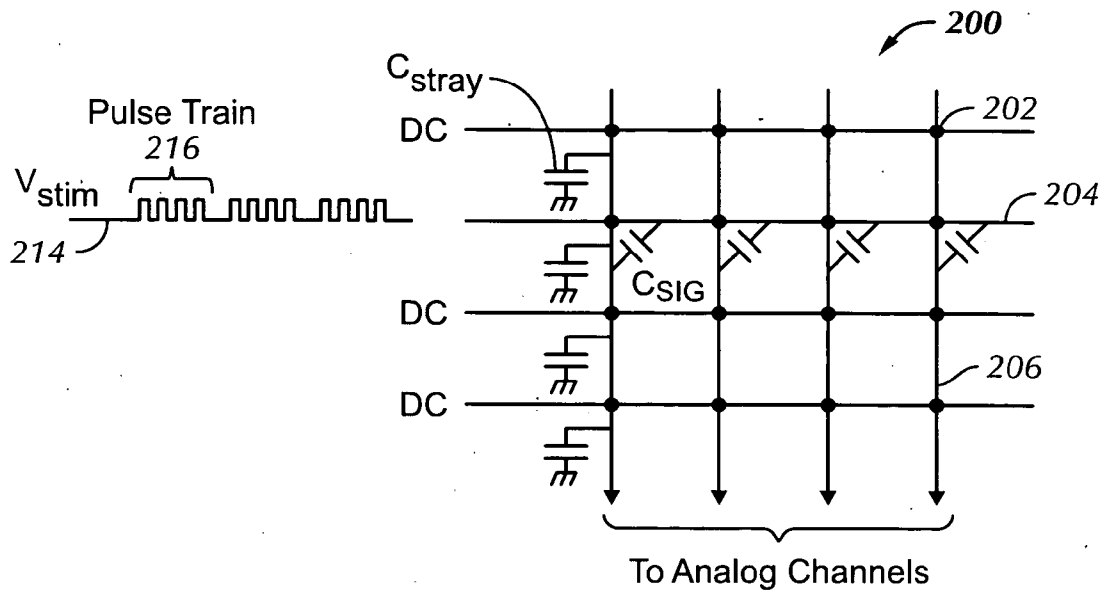 200
C_stray
Pulse Train
216
DC
202
V_stim
204
214
C_SIG
DC
206
DC
To Analog Channels